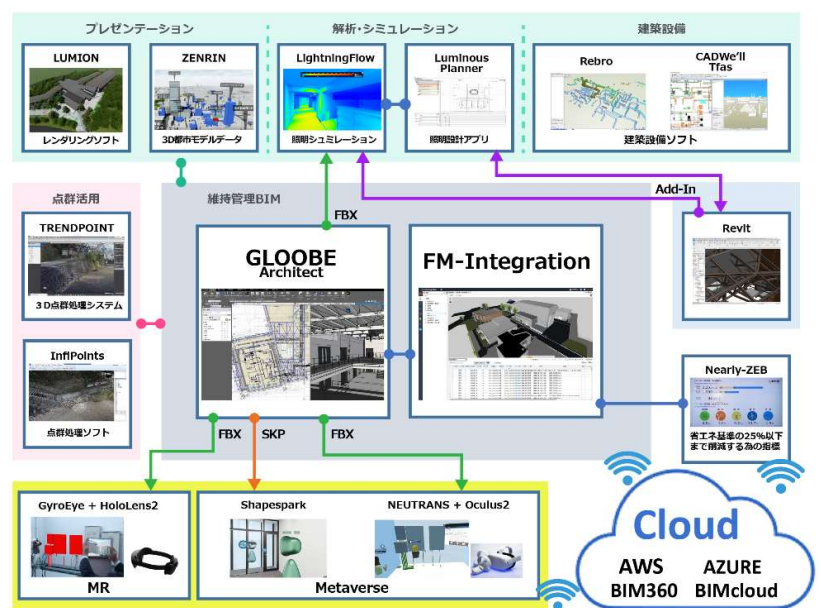 プレゼンテーション
解析・シミュレーション
建築設備
LUMION
レンダリングソフト
ZENRIN
3D都市モデルデータ
LightningFlow
照明シュミレーション
Luminous
Planner
照明設計アプリ
Rebro
CADWe'll
Tfas
建築設備ソフト
点群活用
TRENDPOINT
3D点群処理システム
InfiPoints
点群処理ソフト
維持管理BIM
FBX
Add-In
GLOOBE
Architect
FM-Integration
Revit
Nearly-ZEB
省エネ基準の25%以下
まで削減する為の指標
FBX
SKP
FBX
GyroEye + HoloLens2
MR
Shapespark
NEUTRANS + Oculus2
Metaverse
Cloud
AWS
AZURE
BIM360
BIMcloud